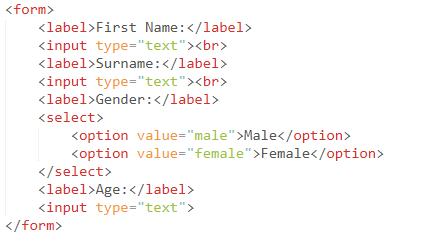 <form>
    <label>First Name:</label>
    <input type="text"><br>
    <label>Surname:</label>
    <input type="text"><br>
    <label>Gender:</label>
    <select>
        <option value="male">Male</option>
        <option value="female">Female</option>
    </select>
    <label>Age:</label>
    <input type="text">
</form>